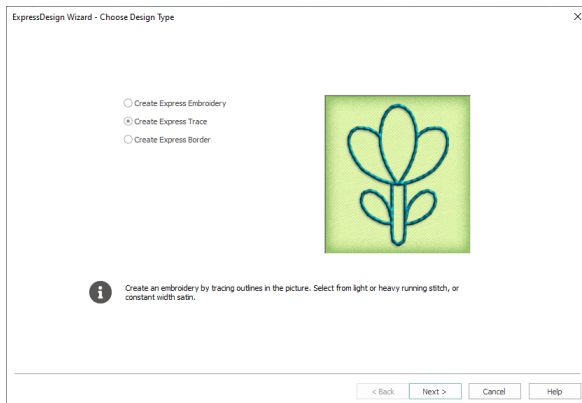 ExpressDesign Wizard - Choose Design Type
Create Express Embroidery
Create Express Trace
Create Express Border
Create an embroidery by tracing outlines in the picture. Select from light or heavy running stitch, or
constant width satin.
< Back
Next >
Cancel
Help